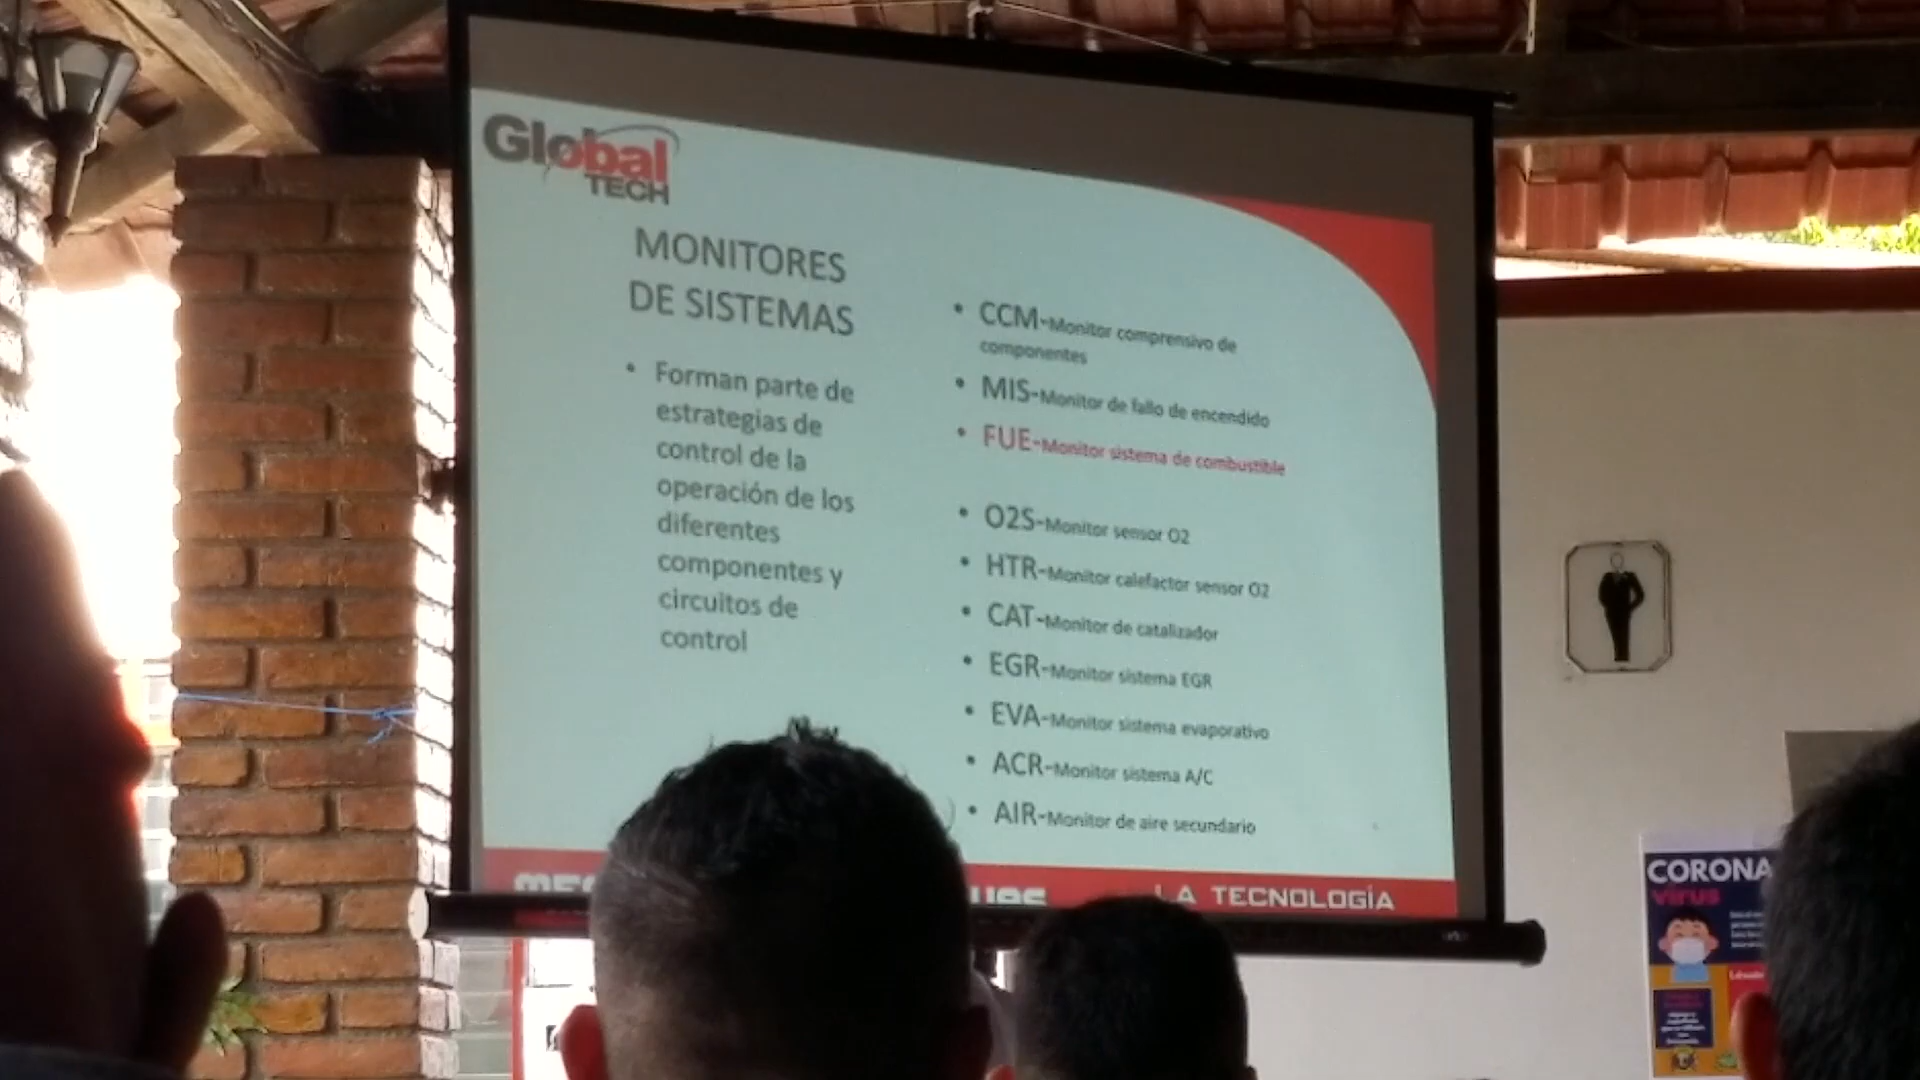 Global
TECH
MONITORES
DE SISTEMAS
• Forman parte de
estrategias de
control de la
operación de los
diferentes
componentes y
circuitos de
control
• CCM-Monitor comprensivo de
componentes
• MIS-Monitor de fallo de encendido
• FUE-Monitor sistema de combustible
• O2S-Monitor sensor O2
• HTR-Monitor calefactor sensor O2
• CAT-Monitor de catalizador
• EGR-Monitor sistema EGR
• EVA-Monitor sistema evaporativo
• ACR-Monitor sistema A/C
• AIR-Monitor de aire secundario
LA TECNOLOGÍA
CORONA
virus